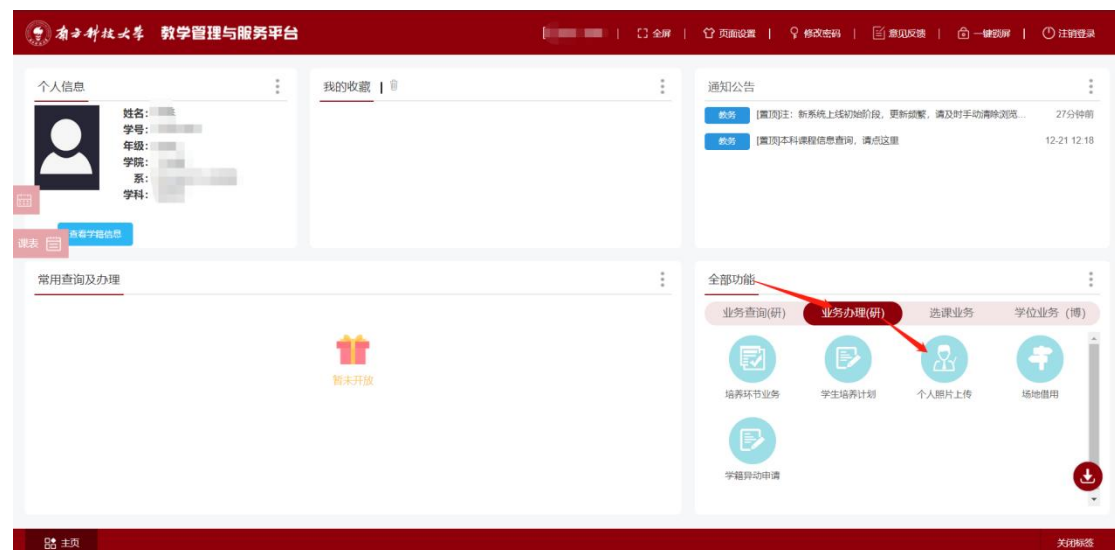 南方科技大学 教学管理与服务平台
全屏 | 页面设置 | 修改密码 | 意见反馈 | 一键锁屏 | 注销登录
个人信息
姓名:
学号:
年级:
学院:
系:
学科:
查看学籍信息
课表
我的收藏
通知公告
教务 [置顶]注：新系统上线初始阶段，更新频繁，请及时手动清除浏览... 27分钟前
教务 [置顶]本科课程信息查询，请点这里 12-21 12:18
常用查询及办理
暂未开放
全部功能
业务查询(研) 业务办理(研) 选课业务 学位业务（博）
培养环节业务 学生培养计划 个人照片上传 场地借用
学籍异动申请
主页 关闭标签